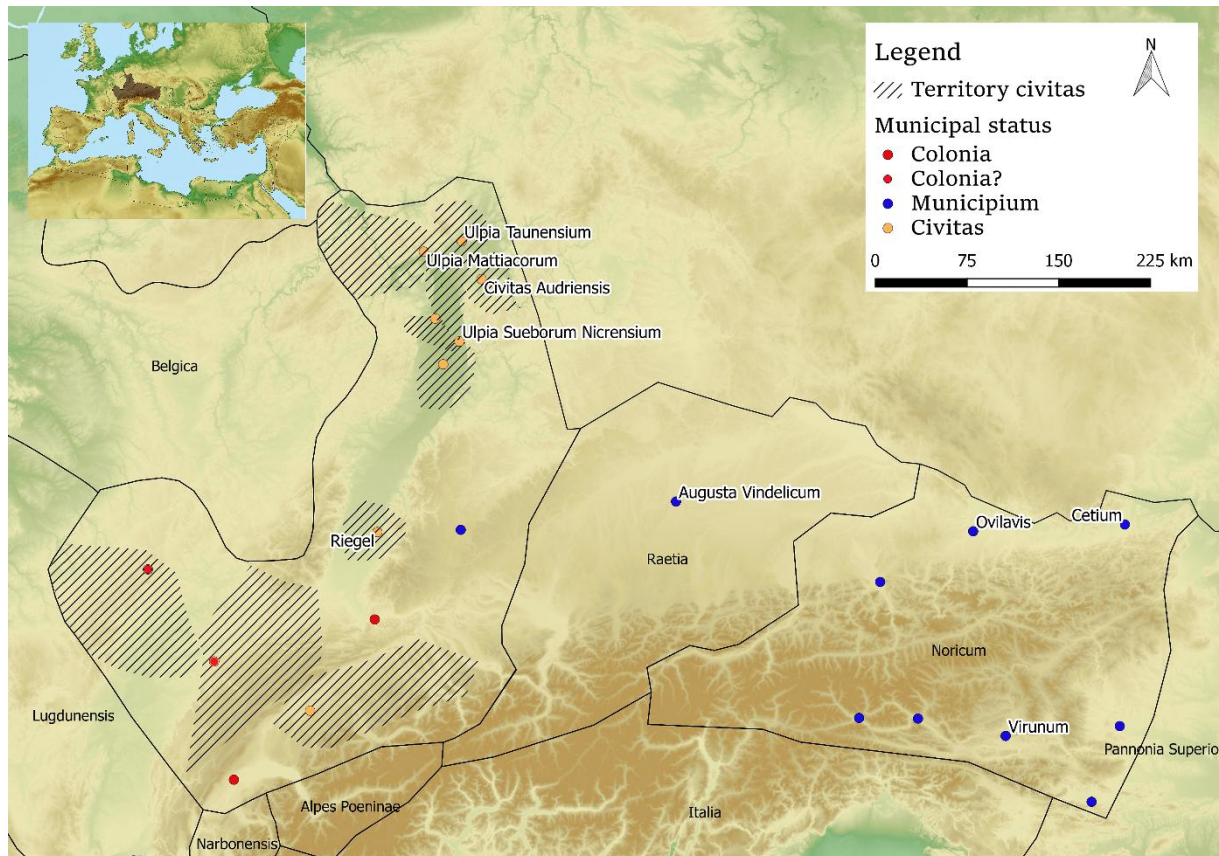 Legend
N
Territory civitas
Municipal status
Colonia
Colonia?
Municipium
Civitas
0 75 150 225 km
Ulpia Taunensium
Ulpia Mattiacorum
Civitas Audriensis
Ulpia Sueborum Nicrensium
Belgica
Augusta Vindelicum
Ovilavis
Cetium
Riegel
Raetia
Noricum
Lugdunensis
Virunum
Pannonia Superio
Alpes Poeninae
Italia
Narbonensis